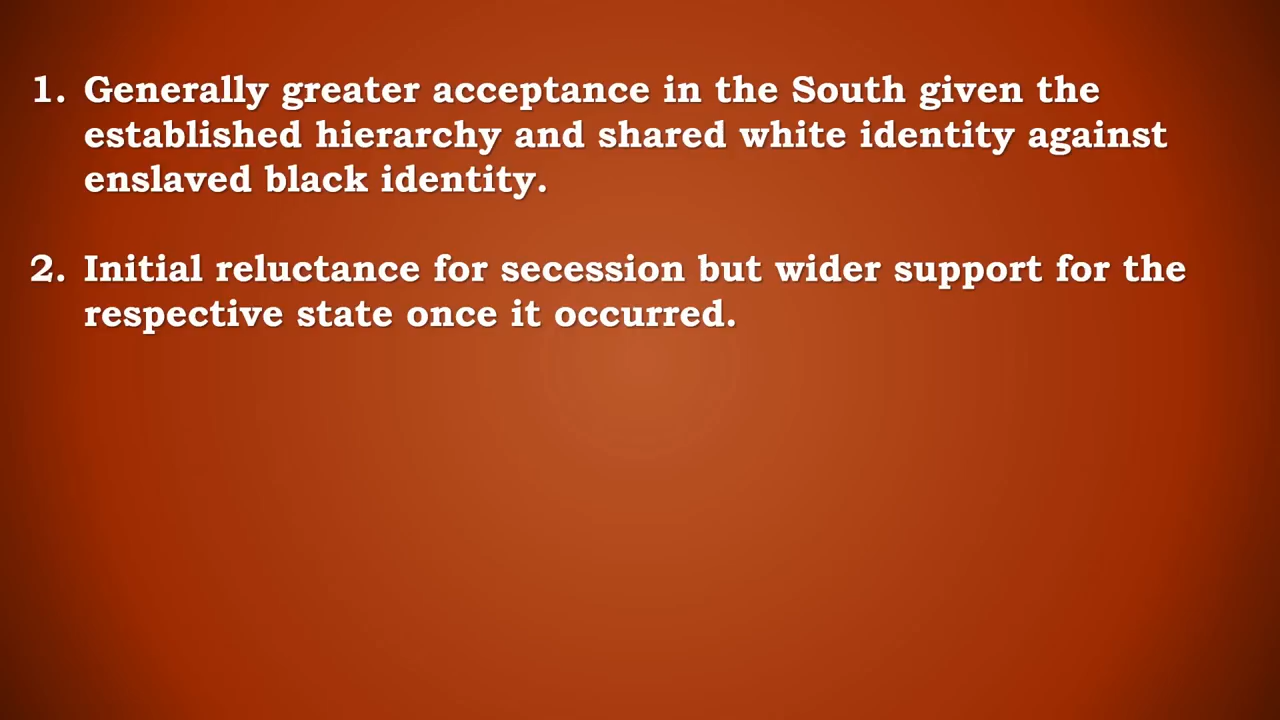 1. Generally greater acceptance in the South given the
established hierarchy and shared white identity against
enslaved black identity.
2. Initial reluctance for secession but wider support for the
respective state once it occurred.